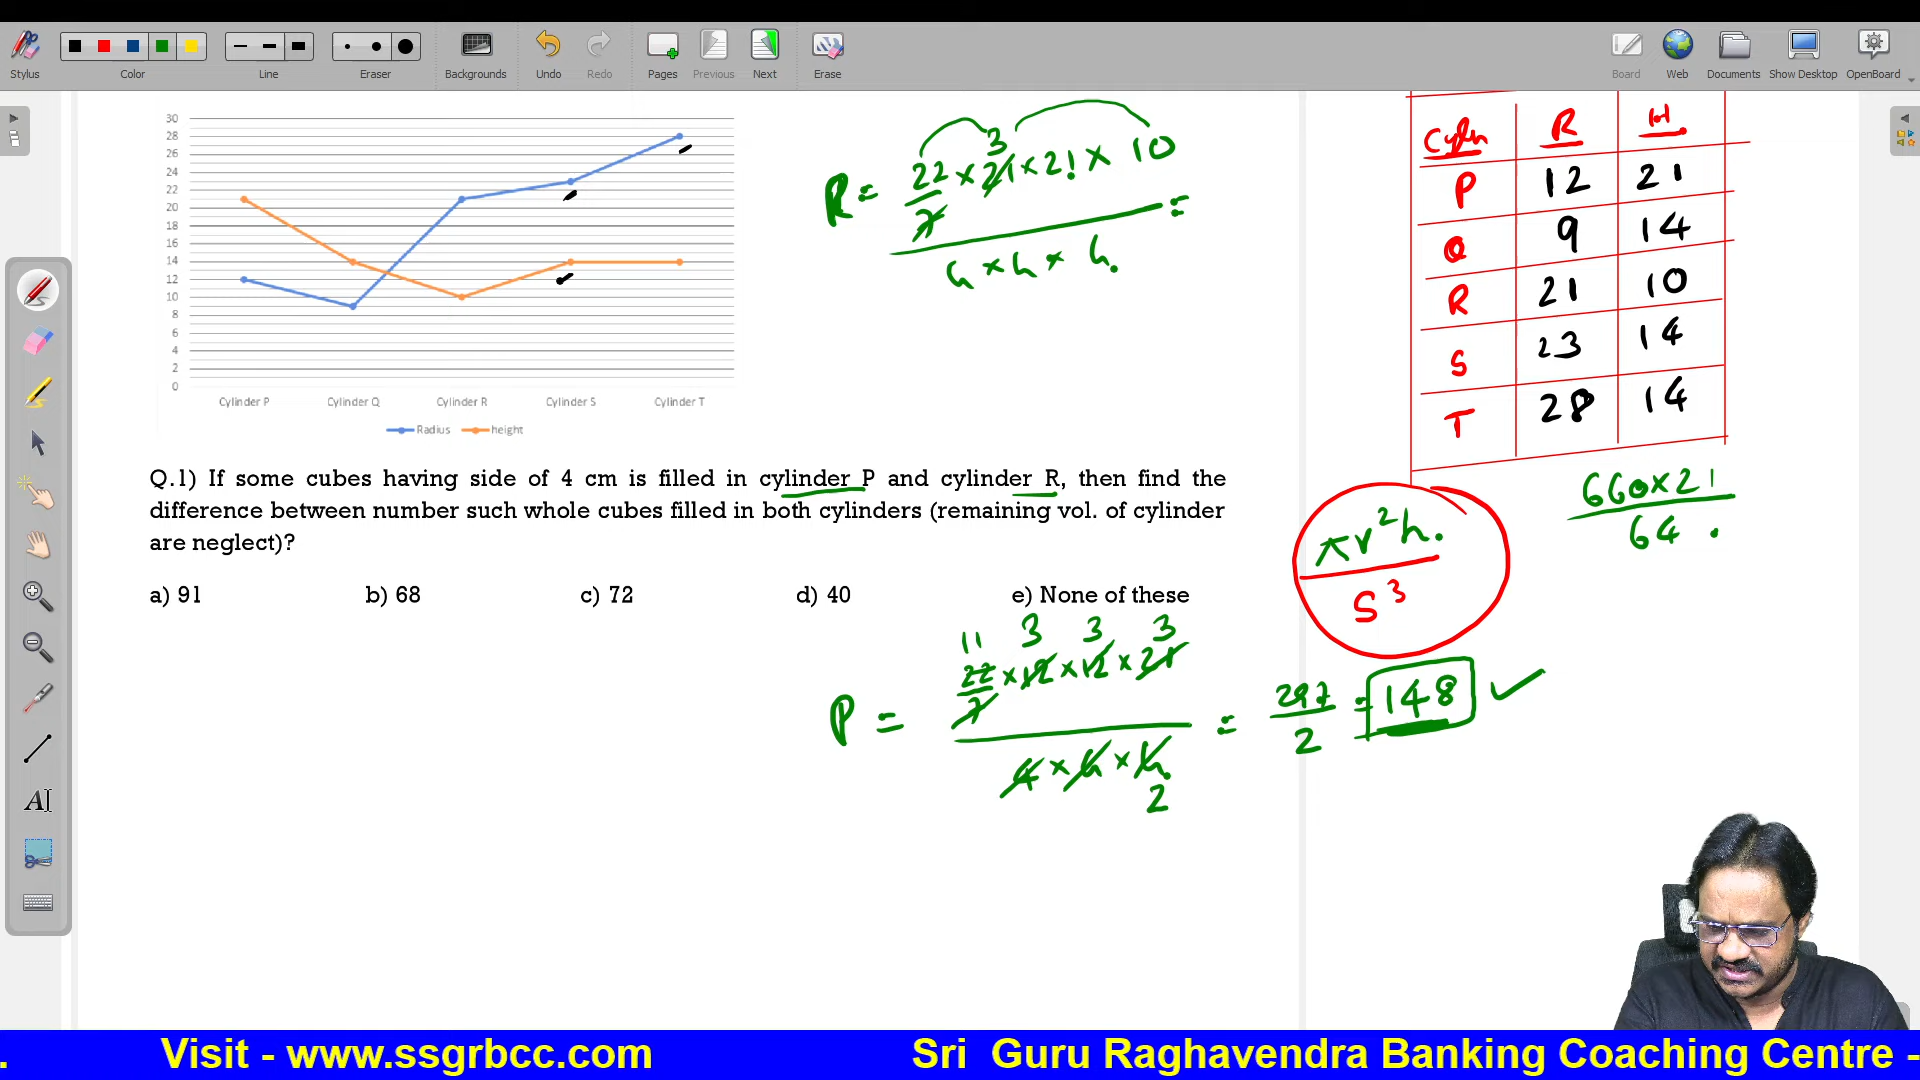 Stylus Color Line Eraser Backgrounds Undo Redo Pages Previous Next Erase Board Web Documents Show Desktop OpenBoard
30
28
26
24
22
20
18
16
14
12
10
8
6
4
2
0
Cylinder P Cylinder Q Cylinder R Cylinder S Cylinder T
Radius height
R = 22/7 × 21 × 21 × 10 =
3
4 × 4 × 4
R H
P 12 21
Q 9 14
R 21 10
S 23 14
T 28 14
660×21
64
Q.1) If some cubes having side of 4 cm is filled in cylinder P and cylinder R, then find the
difference between number such whole cubes filled in both cylinders (remaining vol. of cylinder
are neglect)?
a) 91 b) 68 c) 72 d) 40 e) None of these
πr²h
S³
11 3 3 3
P = 22/7 × 12 × 12 × 21 = 297/2 = 148
4 × 4 × 4
2
Visit - www.ssgrbcc.com Sri Guru Raghavendra Banking Coaching Centre -